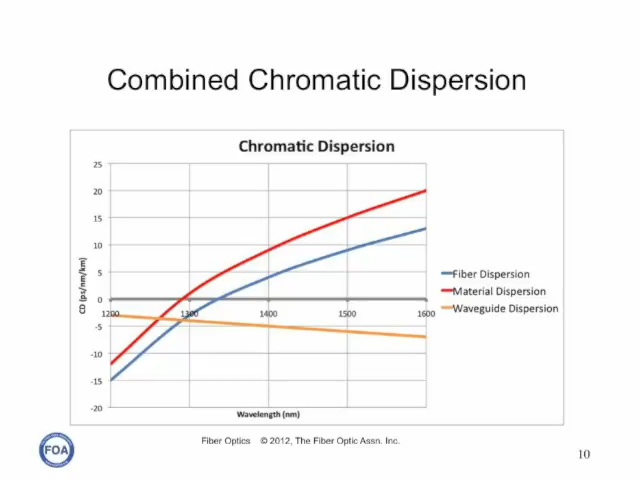 Combined Chromatic Dispersion
Chromatic Dispersion
25
20
15
10
5
0
-5
-10
-15
-20
CD (ps/nm/km)
1200 1300 1400 1500 1600
Wavelength (nm)
Fiber Dispersion
Material Dispersion
Waveguide Dispersion
FOA
Fiber Optics © 2012, The Fiber Optic Assn. Inc.
10